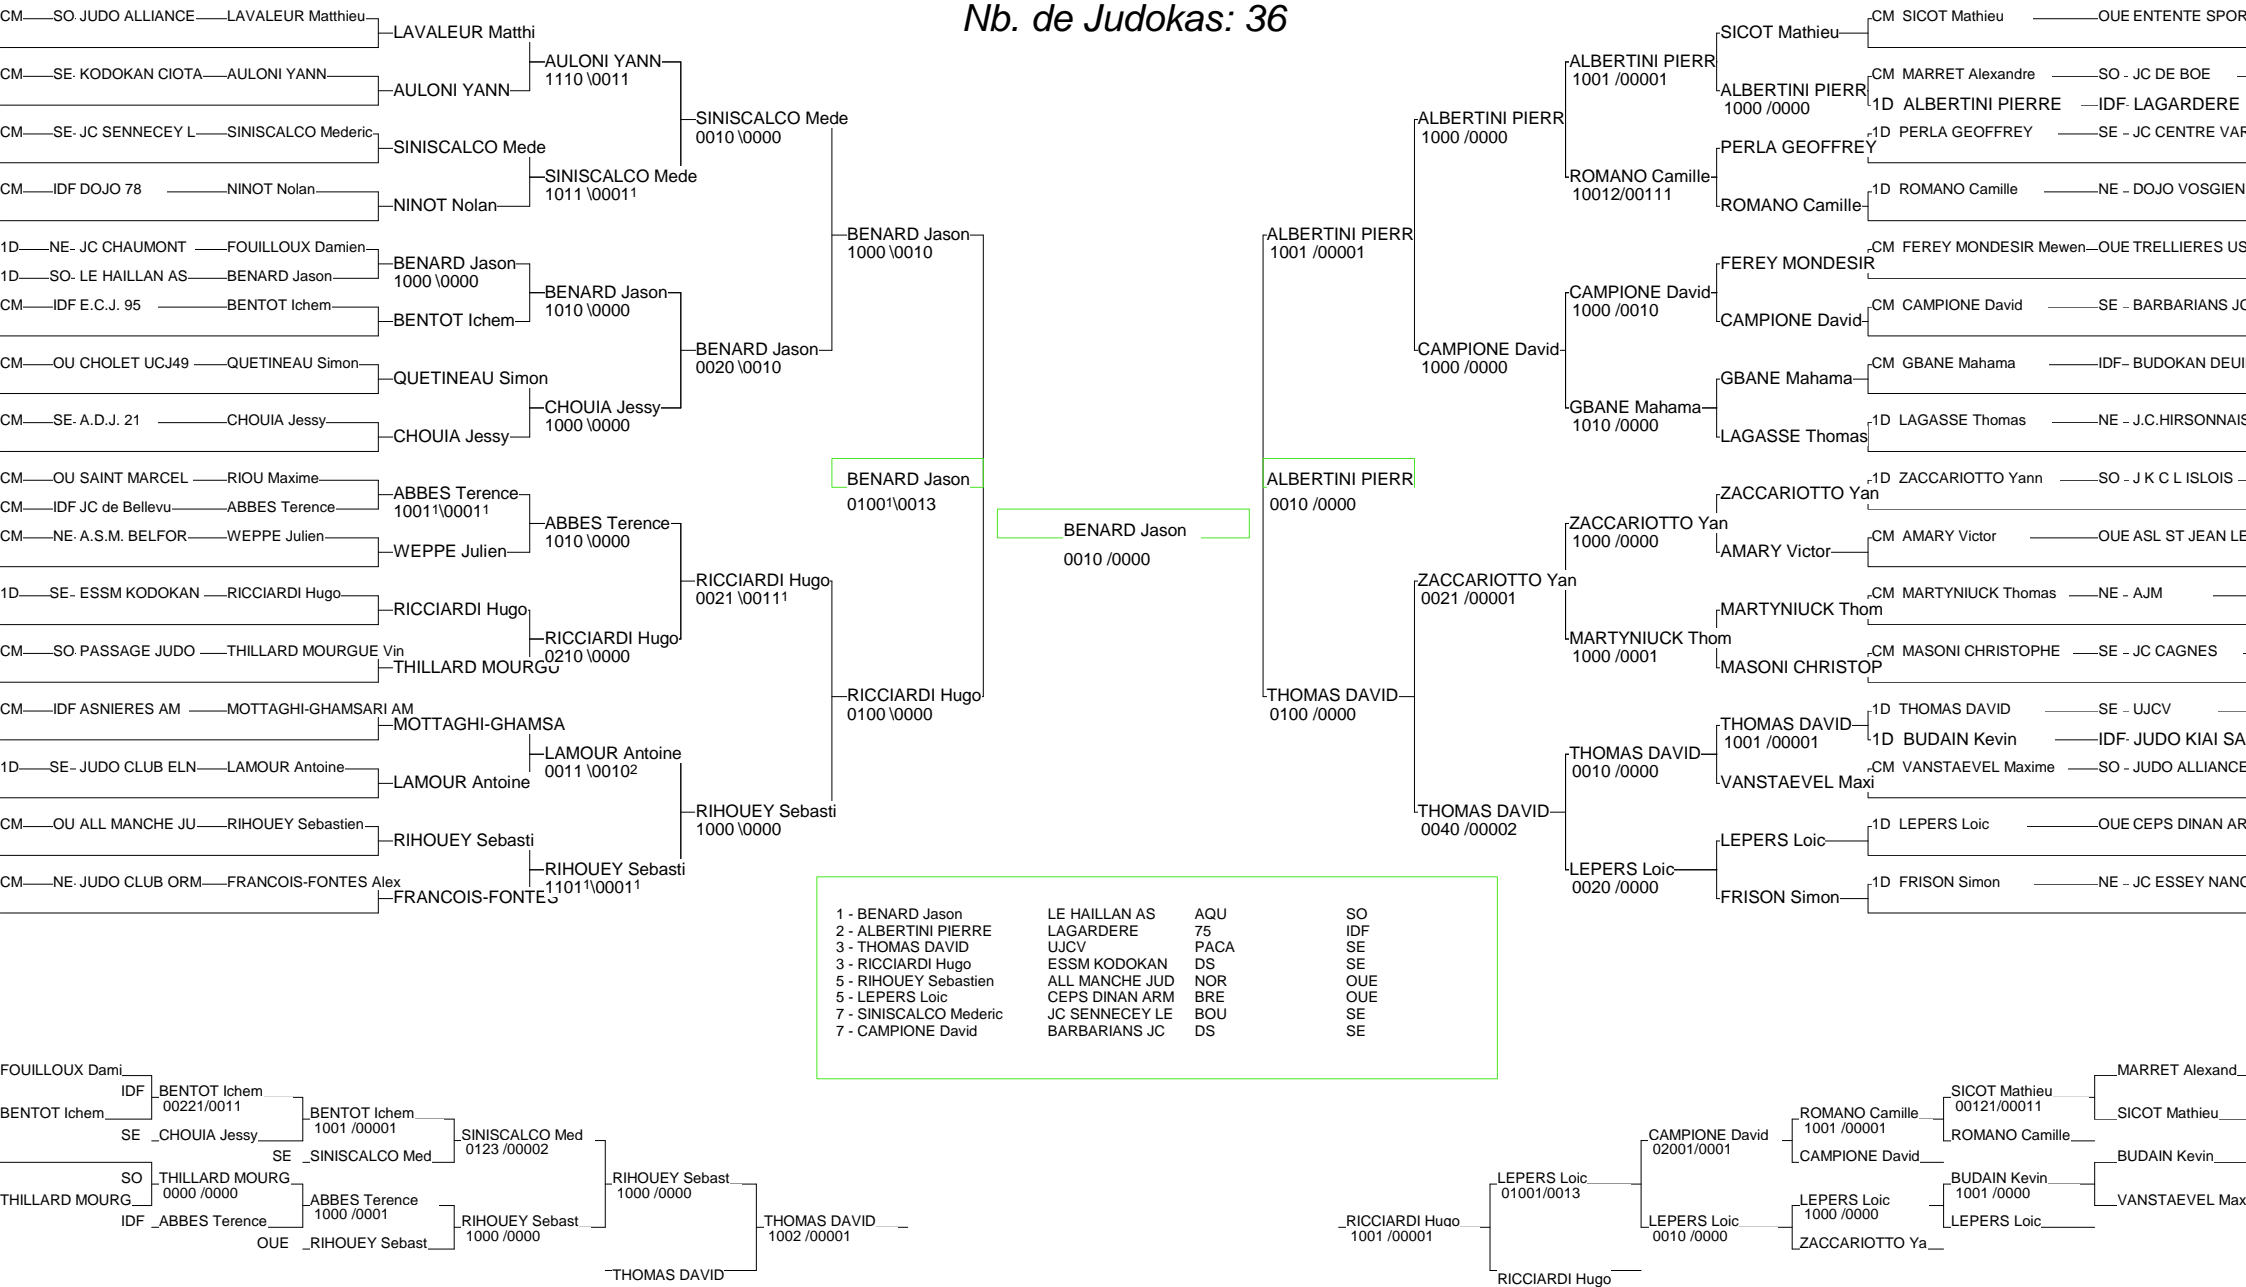 Nb. de Judokas: 36
CM SO JUDO ALLIANCE LAVALEUR Matthieu
CM SE- KODOKAN CIOTA AULONI YANN
CM SE- JC SENNECEY L SINISCALCO Mederic
CM IDF DOJO 78 NINOT Nolan
1D NE- JC CHAUMONT FOUILLOUX Damien
1D SO- LE HAILLAN AS BENARD Jason
CM IDF E.C.J. 95 BENTOT Ichem
CM OU CHOLET UCJ49 QUETINEAU Simon
CM SE- A.D.J. 21 CHOUIA Jessy
CM OU SAINT MARCEL RIOU Maxime
CM IDF JC de Bellevu ABBES Terence
CM NE- A.S.M. BELFOR WEPPE Julien
1D SE- ESSM KODOKAN RICCIARDI Hugo
CM SO PASSAGE JUDO THILLARD MOURGUE Vin
CM IDF ASNIERES AM MOTTAGHI-GHAMSARI AM
1D SE- JUDO CLUB ELN LAMOUR Antoine
CM OU ALL MANCHE JU RIHOUEY Sebastien
CM NE- JUDO CLUB ORM FRANCOIS-FONTES Alex
LAVALEUR Matthi
AULONI YANN
SINISCALCO Mede
NINOT Nolan
BENARD Jason
1000 \0000
BENTOT Ichem
QUETINEAU Simon
CHOUIA Jessy
ABBES Terence
10011\00011
WEPPE Julien
RICCIARDI Hugo
THILLARD MOURGU
MOTTAGHI-GHAMSA
LAMOUR Antoine
RIHOUEY Sebasti
FRANCOIS-FONTES
AULONI YANN
1110 \0011
SINISCALCO Mede
1011 \00011
BENARD Jason
1010 \0000
CHOUIA Jessy
1000 \0000
ABBES Terence
1010 \0000
RICCIARDI Hugo
0210 \0000
LAMOUR Antoine
0011 \00102
RIHOUEY Sebasti
11011\00011
SINISCALCO Mede
0010 \0000
BENARD Jason
0020 \0010
RICCIARDI Hugo
0021 \00111
RIHOUEY Sebasti
1000 \0000
BENARD Jason
1000 \0010
RICCIARDI Hugo
0100 \0000
BENARD Jason
01001\0013
BENARD Jason
0010 /0000
ALBERTINI PIERR
0010 /0000
ALBERTINI PIERR
1001 /00001
THOMAS DAVID
0100 /0000
ALBERTINI PIERR
1000 /0000
CAMPIONE David
1000 /0000
ZACCARIOTTO Yan
0021 /00001
THOMAS DAVID
0040 /00002
ALBERTINI PIERR
1001 /00001
ROMANO Camille
10012/00111
CAMPIONE David
1000 /0010
GBANE Mahama
1010 /0000
ZACCARIOTTO Yan
1000 /0000
MARTYNIUCK Thom
1000 /0001
THOMAS DAVID
0010 /0000
LEPERS Loic
0020 /0000
SICOT Mathieu
ALBERTINI PIERR
1000 /0000
PERLA GEOFFREY
ROMANO Camille
FEREY MONDESIR
CAMPIONE David
GBANE Mahama
LAGASSE Thomas
ZACCARIOTTO Yan
AMARY Victor
MARTYNIUCK Thom
MASONI CHRISTOP
THOMAS DAVID
1001 /00001
VANSTAEVEL Maxi
LEPERS Loic
FRISON Simon
CM SICOT Mathieu OUE ENTENTE SPOR
CM MARRET Alexandre SO - JC DE BOE
1D ALBERTINI PIERRE IDF- LAGARDERE
1D PERLA GEOFFREY SE - JC CENTRE VAR
1D ROMANO Camille NE - DOJO VOSGIEN
CM FEREY MONDESIR Mewen OUE TRELLIERES US
CM CAMPIONE David SE - BARBARIANS JC
CM GBANE Mahama IDF- BUDOKAN DEUI
1D LAGASSE Thomas NE - J.C.HIRSONNAIS
1D ZACCARIOTTO Yann SO - J K C L ISLOIS
CM AMARY Victor OUE ASL ST JEAN LE
CM MARTYNIUCK Thomas NE - AJM
CM MASONI CHRISTOPHE SE - JC CAGNES
1D THOMAS DAVID SE - UJCV
1D BUDAIN Kevin IDF- JUDO KIAI SA
CM VANSTAEVEL Maxime SO - JUDO ALLIANCE
1D LEPERS Loic OUE CEPS DINAN AR
1D FRISON Simon NE - JC ESSEY NANC
1 - BENARD Jason LE HAILLAN AS AQU SO
2 - ALBERTINI PIERRE LAGARDERE 75 IDF
3 - THOMAS DAVID UJCV PACA SE
3 - RICCIARDI Hugo ESSM KODOKAN DS SE
5 - RIHOUEY Sebastien ALL MANCHE JUD NOR OUE
5 - LEPERS Loic CEPS DINAN ARM BRE OUE
7 - SINISCALCO Mederic JC SENNECEY LE BOU SE
7 - CAMPIONE David BARBARIANS JC DS SE
FOUILLOUX Dami
BENTOT Ichem
THILLARD MOURG
IDF BENTOT Ichem
00221/0011
SE CHOUIA Jessy
SO THILLARD MOURG
0000 /0000
IDF ABBES Terence
BENTOT Ichem
1001 /00001
SE SINISCALCO Med
ABBES Terence
1000 /0001
OUE RIHOUEY Sebast
SINISCALCO Med
0123 /00002
RIHOUEY Sebast
1000 /0000
RIHOUEY Sebast
1000 /0000
THOMAS DAVID
THOMAS DAVID
1002 /00001
RICCIARDI Hugo
1001 /00001
LEPERS Loic
01001/0013
RICCIARDI Hugo
CAMPIONE David
02001/0001
LEPERS Loic
0010 /0000
ROMANO Camille
1001 /00001
CAMPIONE David
LEPERS Loic
1000 /0000
ZACCARIOTTO Ya
SICOT Mathieu
00121/00011
ROMANO Camille
BUDAIN Kevin
1001 /0000
LEPERS Loic
MARRET Alexand
SICOT Mathieu
BUDAIN Kevin
VANSTAEVEL Max